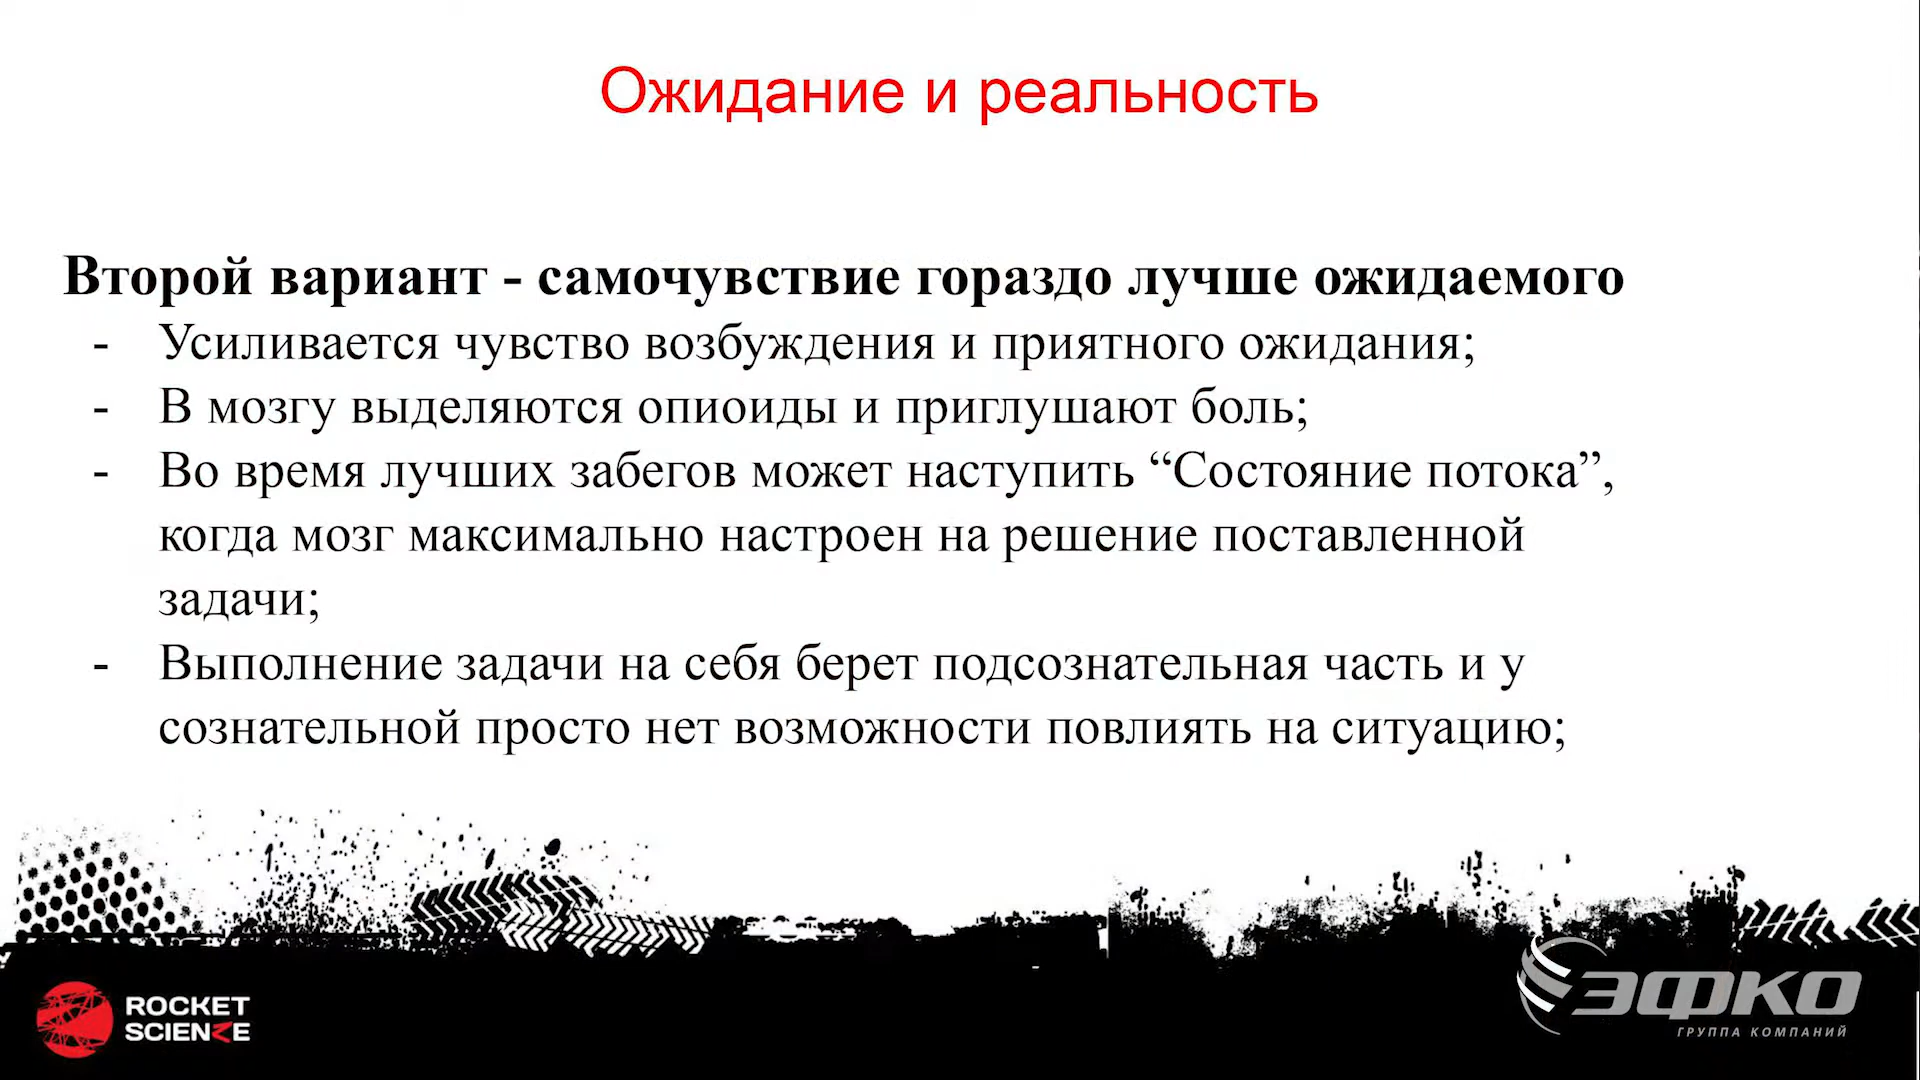 Ожидание и реальность
Второй вариант - самочувствие гораздо лучше ожидаемого
- Усиливается чувство возбуждения и приятного ожидания;
- В мозгу выделяются опиоиды и приглушают боль;
- Во время лучших забегов может наступить “Состояние потока”,
когда мозг максимально настроен на решение поставленной
задачи;
- Выполнение задачи на себя берет подсознательная часть и у
сознательной просто нет возможности повлиять на ситуацию;
ROCKET
SCIENCE
ЭФКО
ГРУППА КОМПАНИЙ